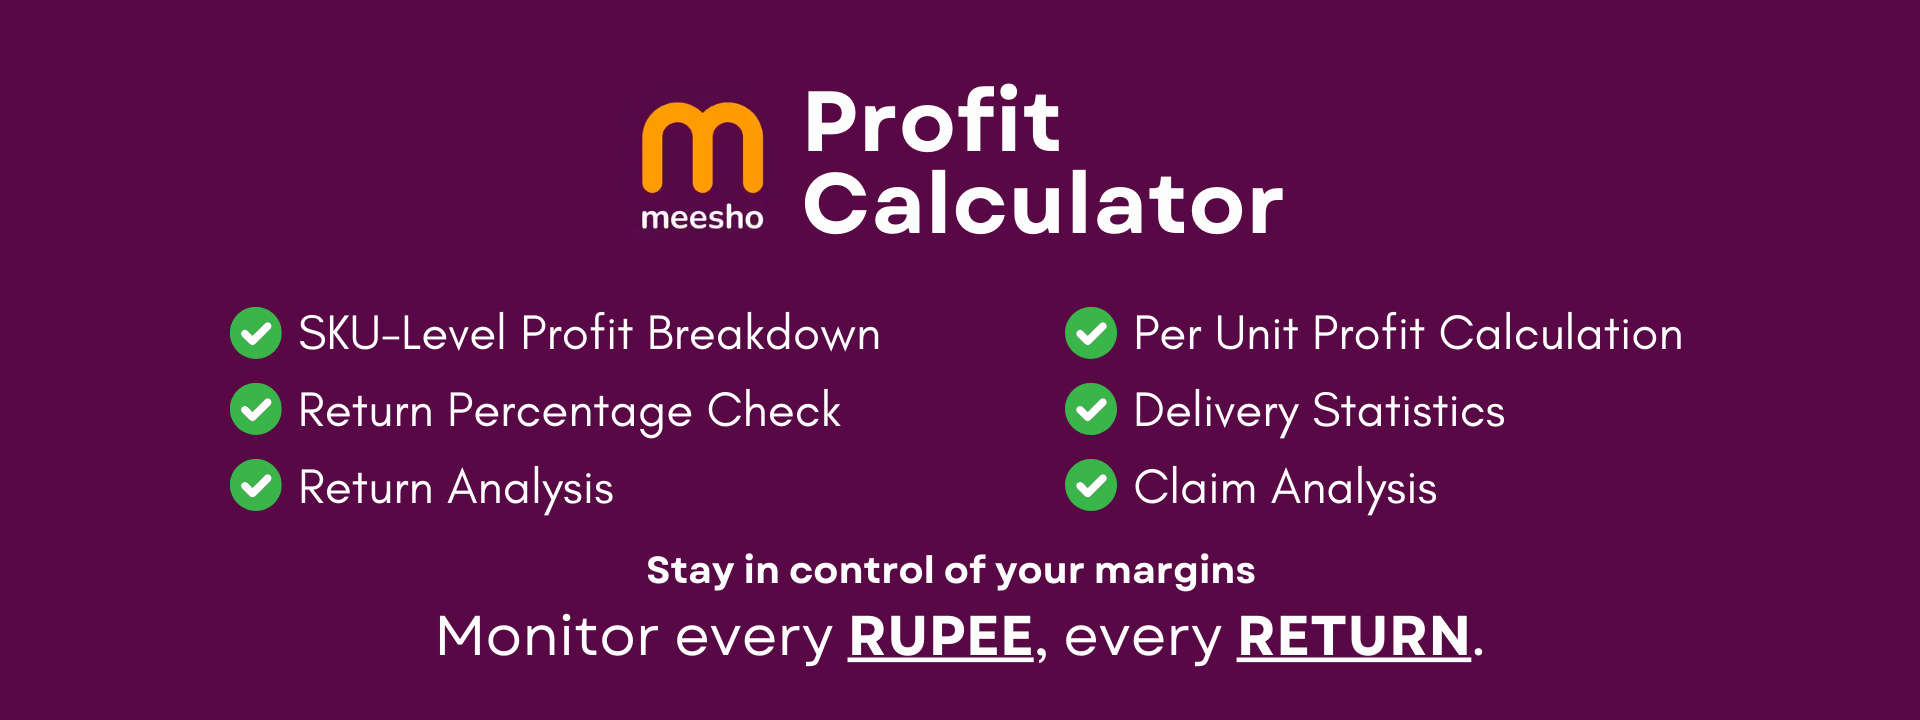 meesho
Profit
Calculator
SKU-Level Profit Breakdown
Return Percentage Check
Return Analysis
Per Unit Profit Calculation
Delivery Statistics
Claim Analysis
Stay in control of your margins
Monitor every RUPEE, every RETURN.